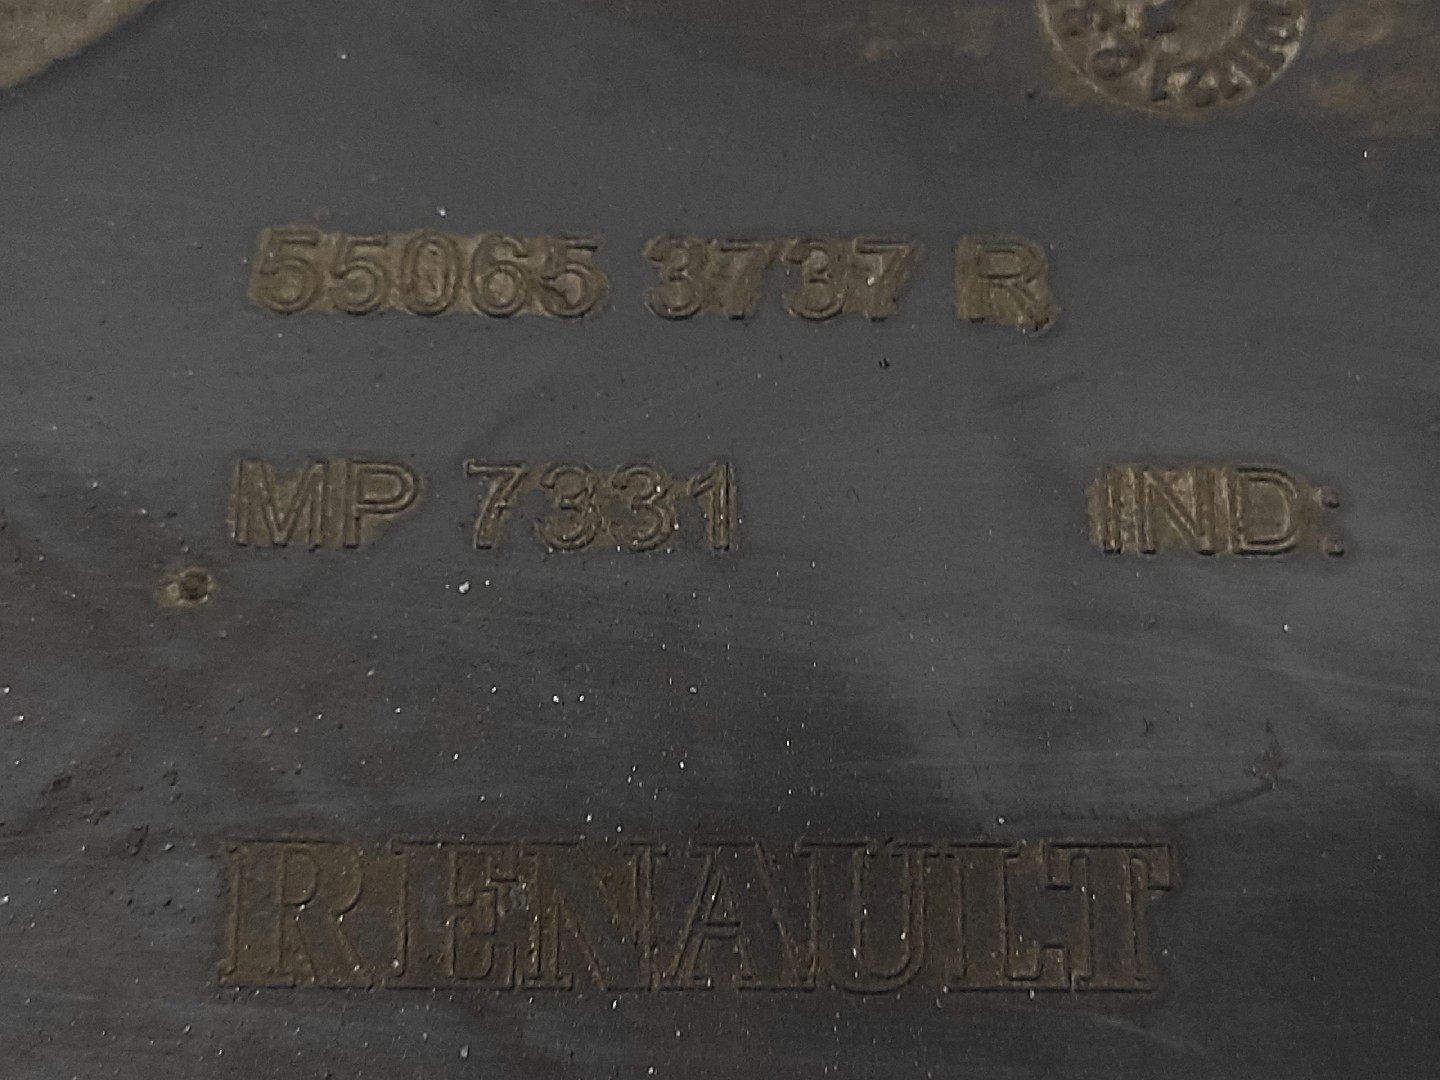 55065 3737 R
MP 7331 IND:
RENAULT